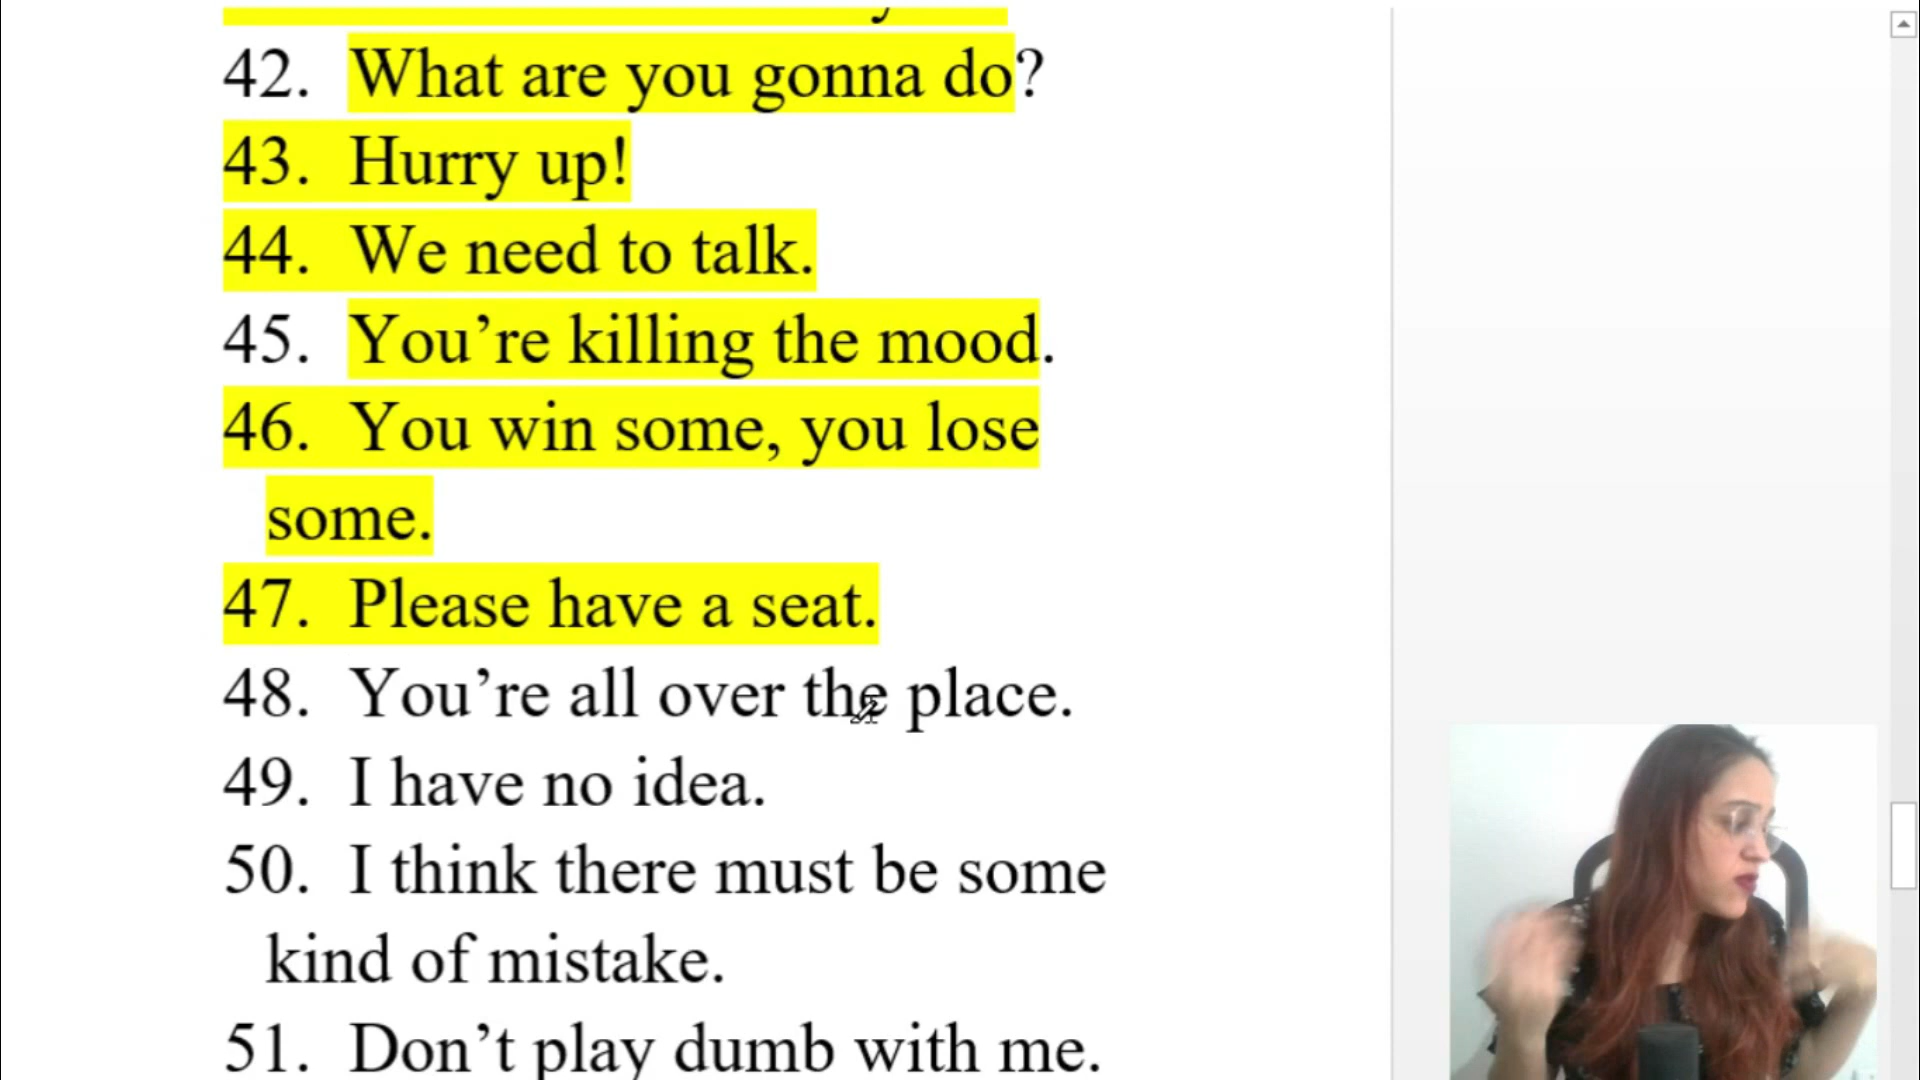 42. What are you gonna do?
43. Hurry up!
44. We need to talk.
45. You’re killing the mood.
46. You win some, you lose
some.
47. Please have a seat.
48. You’re all over the place.
49. I have no idea.
50. I think there must be some
kind of mistake.
51. Don’t play dumb with me.